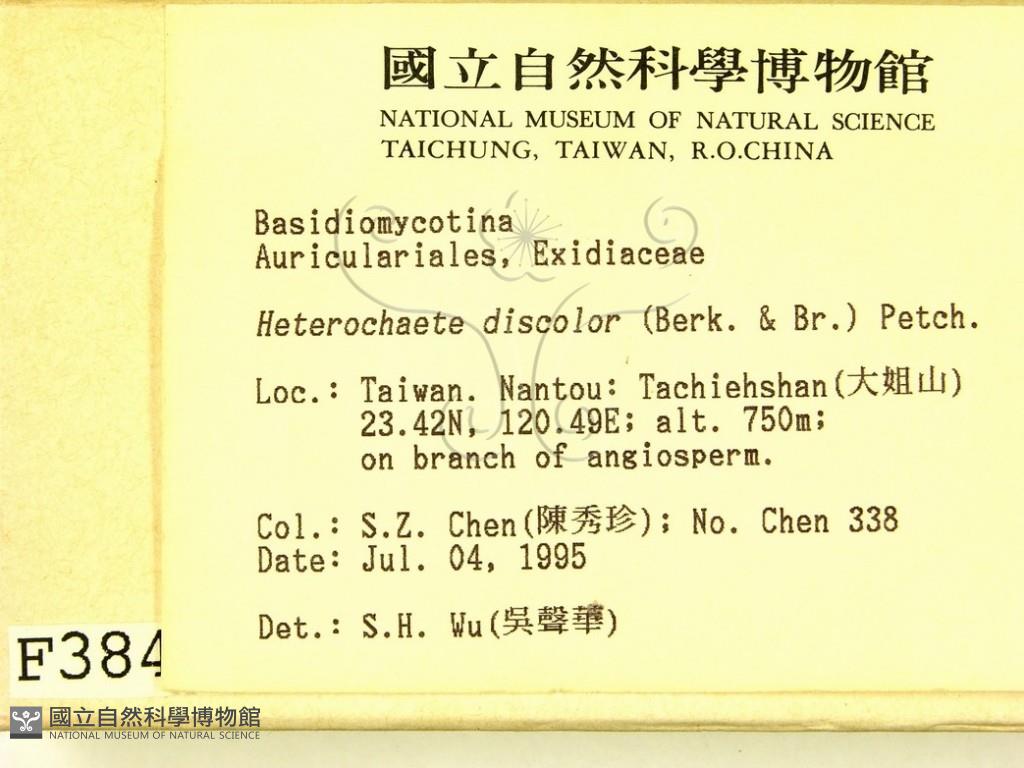 國立自然科學博物館
NATIONAL MUSEUM OF NATURAL SCIENCE
TAICHUNG, TAIWAN, R.O.CHINA
Basidiomycotina
Auriculariales, Exidiaceae
Heterochaete discolor (Berk. & Br.) Petch.
Loc.: Taiwan. Nantou: Tachiehshan(大姐山)
23.42N, 120.49E; alt. 750m;
on branch of angiosperm.
Col.: S.Z. Chen(陳秀珍); No. Chen 338
Date: Jul. 04, 1995
Det.: S.H. Wu(吳聲華)
F384
國立自然科學博物館
NATIONAL MUSEUM OF NATURAL SCIENCE